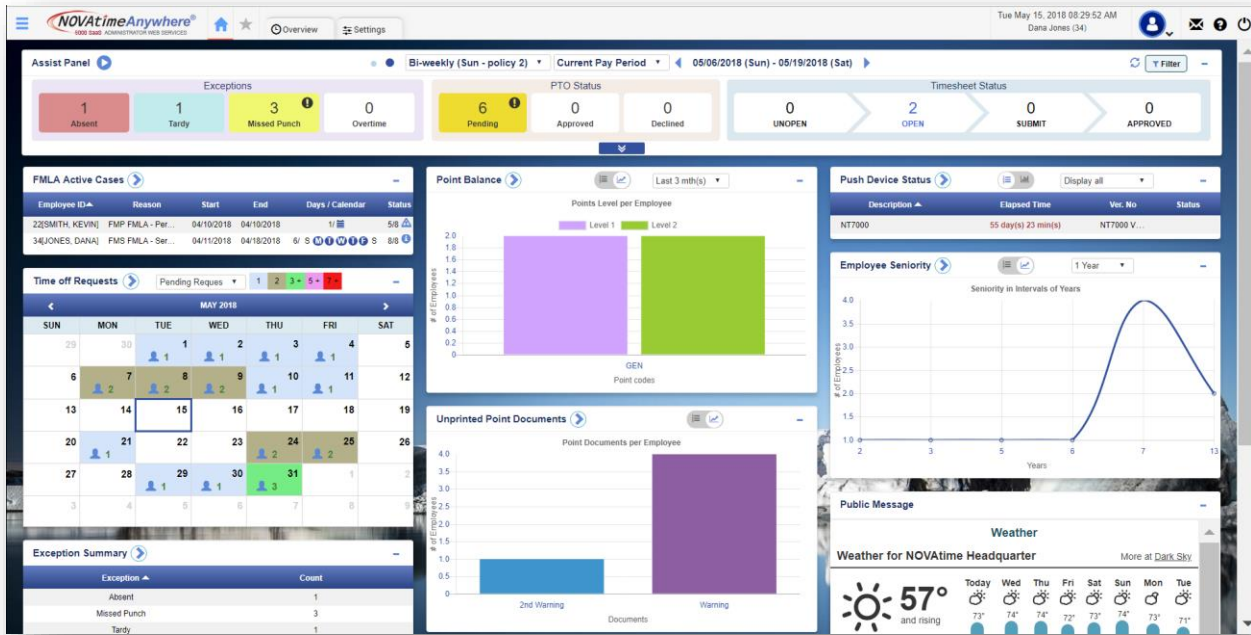 NOVAtimeAnywhere®
5000 SaaS ADMINISTRATOR WEB SERVICES
Overview
Settings
Tue May 15, 2018 08:29:52 AM
Dana Jones (34)
Assist Panel
Bi-weekly (Sun - policy 2)
Current Pay Period
05/06/2018 (Sun) - 05/19/2018 (Sat)
Filter
Exceptions
1 Absent
1 Tardy
3 Missed Punch
0 Overtime
PTO Status
6 Pending
0 Approved
0 Declined
Timesheet Status
0 UNOPEN
2 OPEN
0 SUBMIT
0 APPROVED
FMLA Active Cases
Employee ID Reason Start End Days / Calendar Status
22[SMITH, KEVIN] FMP FMLA - Per... 04/10/2018 04/10/2018 1/ 5/8
34[JONES, DANA] FMS FMLA - Ser... 04/11/2018 04/18/2018 6/ S M T W T F S 8/8
Time off Requests
Pending Reques
1 2 3+ 5+ 7+
MAY 2018
SUN MON TUE WED THU FRI SAT
29 30 1 2 3 4 5
1 1 1 1
6 7 8 9 10 11 12
2 2 2 1 1
13 14 15 16 17 18 19
20 21 22 23 24 25 26
1 2 2
27 28 29 30 31 1 2
1 1 3
3 4 5 6 7 8 9
Exception Summary
Exception Count
Absent 1
Missed Punch 3
Tardy 1
Point Balance
Last 3 mth(s)
Points Level per Employee
Level 1 Level 2
# of Employees
2.0
1.8
1.6
1.4
1.2
1.0
0.8
0.6
0.4
0.2
0
GEN
Point codes
Unprinted Point Documents
Point Documents per Employee
# of Employees
4.0
3.5
3.0
2.5
2.0
1.5
1.0
0.5
0
2nd Warning Warning
Documents
Push Device Status
Display all
Description Elapsed Time Ver. No Status
NT7000 55 day(s) 23 min(s) NT7000 V...
Employee Seniority
1 Year
Seniority in Intervals of Years
# of Employees
4.0
3.5
3.0
2.5
2.0
1.5
1.0
2 3 5 6 7 13
Years
Public Message
Weather
Weather for NOVAtime Headquarter
More at Dark Sky
57°
and rising
Today Wed Thu Fri Sat Sun Mon Tue
73° 74° 74° 72° 73° 74° 73° 71°